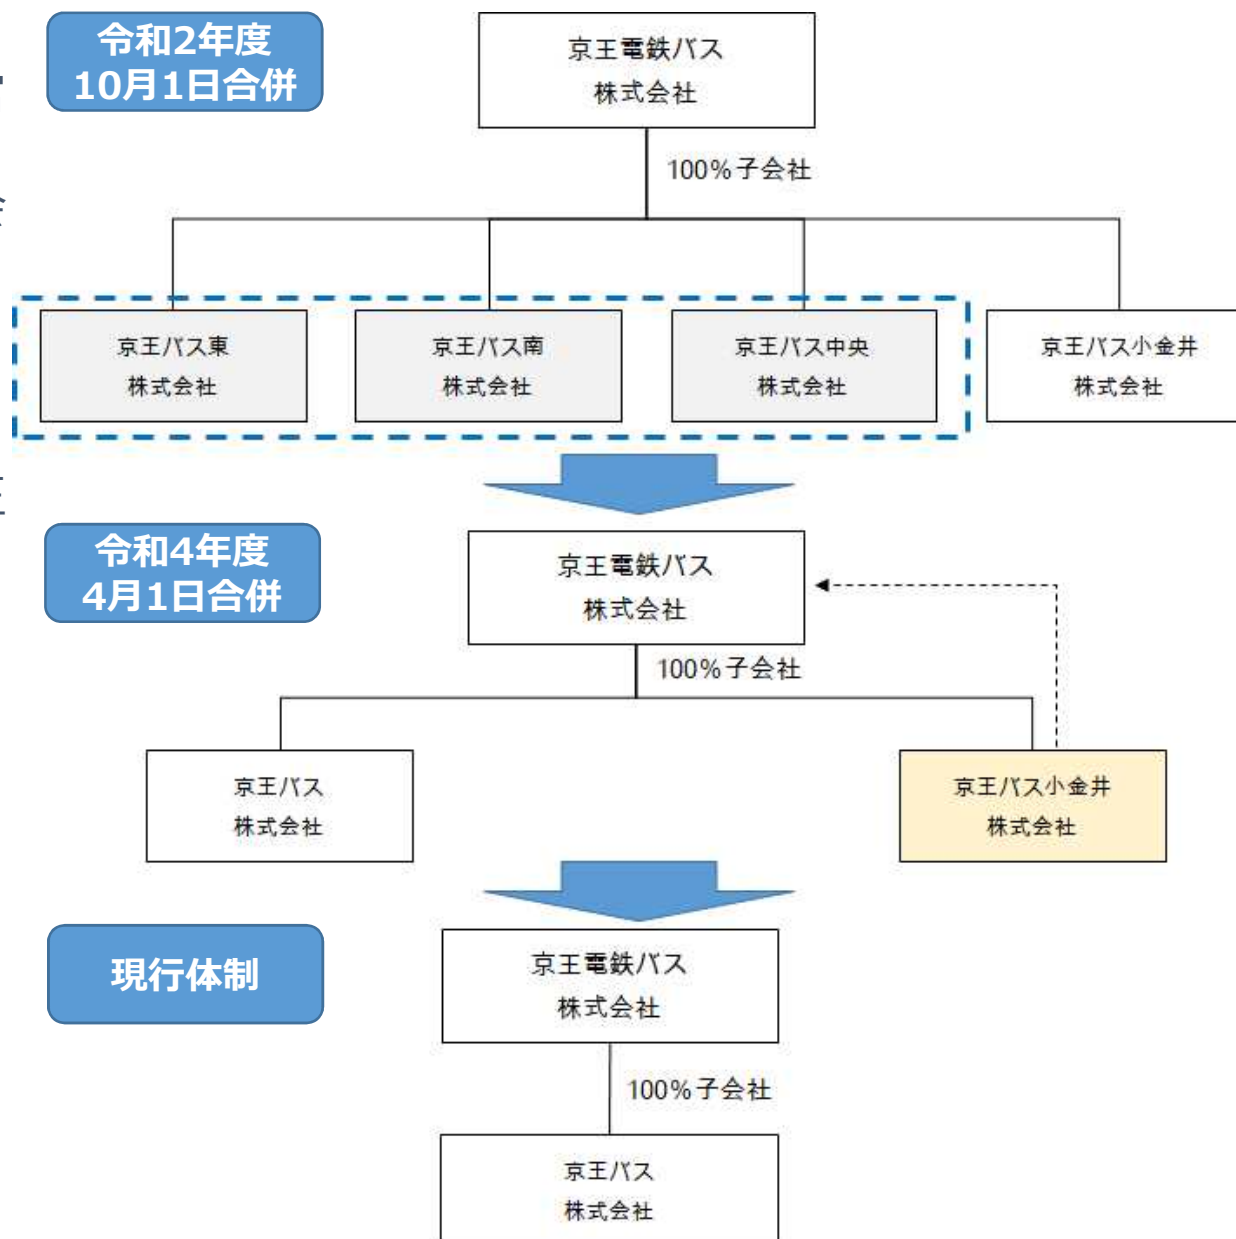 令和2年度
10月1日合併
京王電鉄バス
株式会社
100%子会社
京王バス東
株式会社
京王バス南
株式会社
京王バス中央
株式会社
京王バス小金井
株式会社
令和4年度
4月1日合併
京王電鉄バス
株式会社
100%子会社
京王バス
株式会社
京王バス小金井
株式会社
現行体制
京王電鉄バス
株式会社
100%子会社
京王バス
株式会社